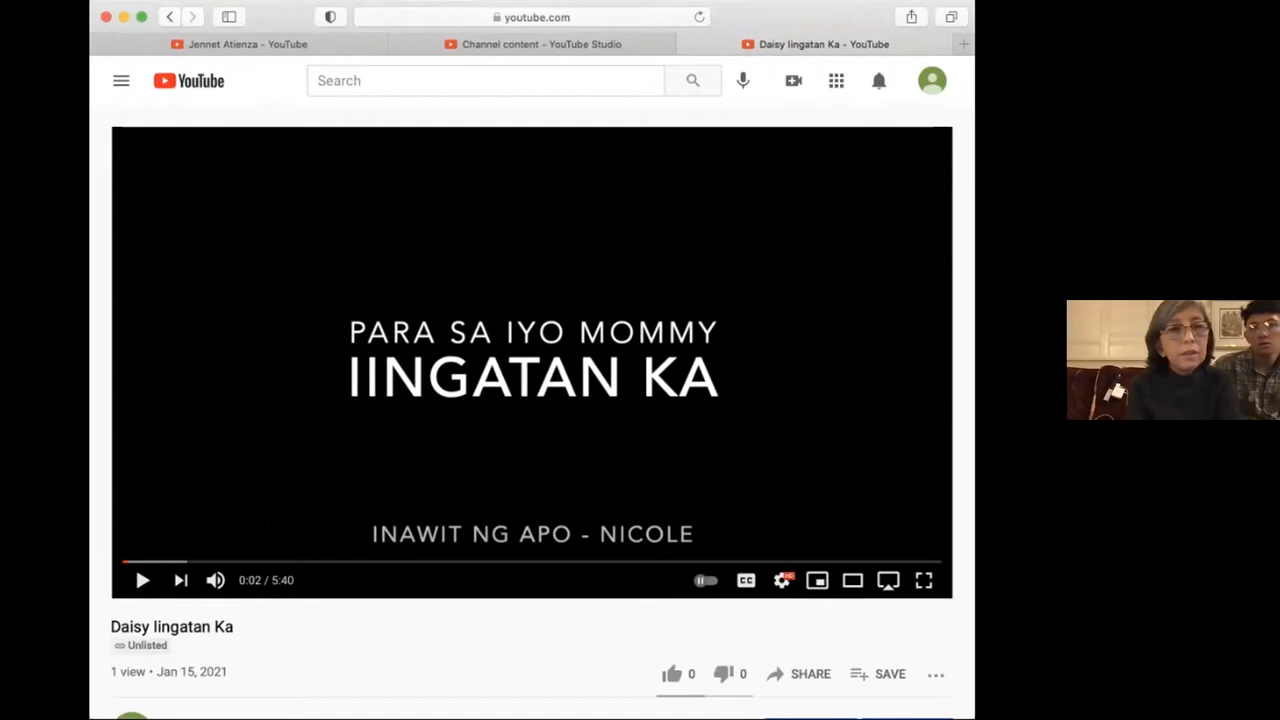 youtube.com
Jennet Atienza - YouTube
Channel content - YouTube Studio
Daisy Iingatan Ka - YouTube
YouTube
Search
PARA SA IYO MOMMY
IINGATAN KA
INAWIT NG APO - NICOLE
0:02 / 5:40
CC
HD
Daisy Iingatan Ka
Unlisted
1 view • Jan 15, 2021
0
0
SHARE
SAVE